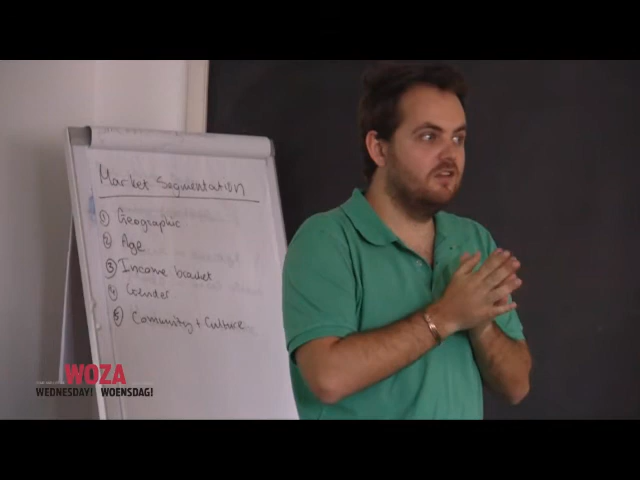 Market Segmentation
① Geographic
② Age
③ Income bracket
④ Gender
⑤ Community + Culture
WOZA
WEDNESDAY! WOENSDAG!